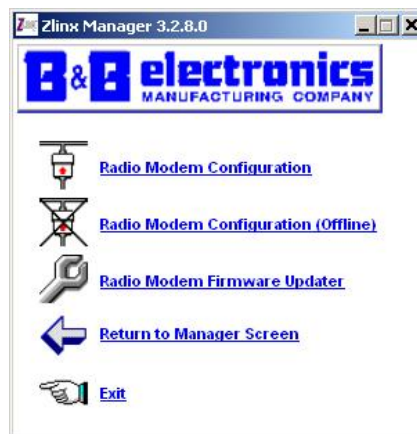 Zlinx Manager 3.2.8.0
B&B electronics
MANUFACTURING COMPANY
Radio Modem Configuration
Radio Modem Configuration (Offline)
Radio Modem Firmware Updater
Return to Manager Screen
Exit